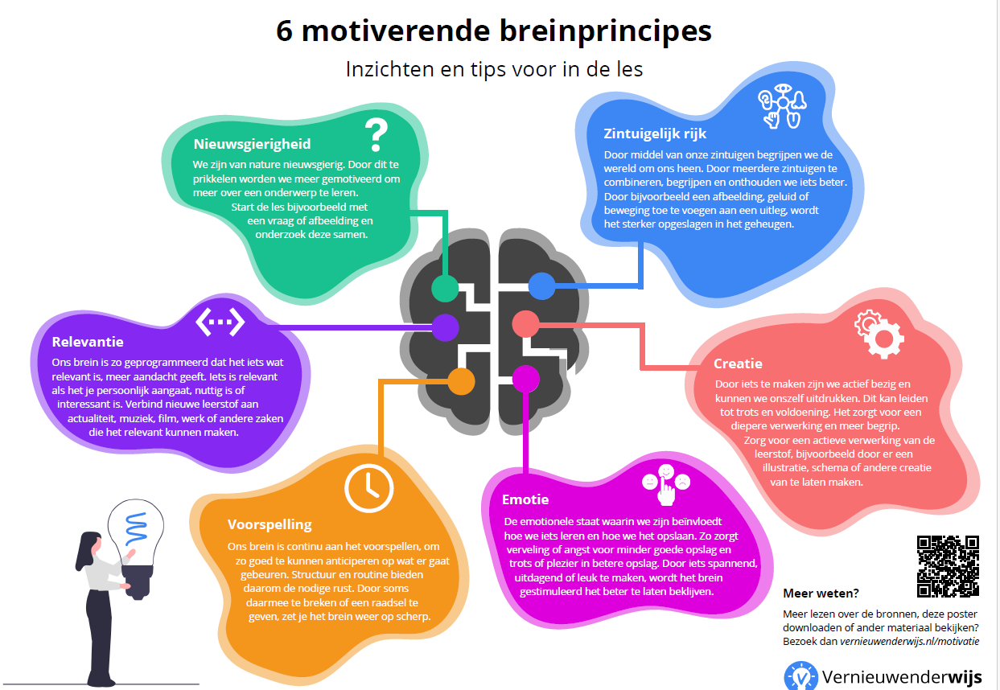 6 motiverende breinprincipes
Inzichten en tips voor in de les
Nieuwsgierigheid
?
We zijn van nature nieuwsgierig. Door dit te
prikkelen worden we meer gemotiveerd om
meer over een onderwerp te leren.
Start de les bijvoorbeeld met
een vraag of afbeelding en
onderzoek deze samen.
Zintuigelijk rijk
Door middel van onze zintuigen begrijpen we de
wereld om ons heen. Door meerdere zintuigen te
combineren, begrijpen en onthouden we iets beter.
Door bijvoorbeeld een afbeelding, geluid of
beweging toe te voegen aan een uitleg, wordt
het sterker opgeslagen in het geheugen.
Relevantie
Ons brein is zo geprogrammeerd dat het iets wat
relevant is, meer aandacht geeft. Iets is relevant
als het je persoonlijk aangaat, nuttig is of
interessant is. Verbind nieuwe leerstof aan
actualiteit, muziek, film, werk of andere zaken
die het relevant kunnen maken.
Creatie
Door iets te maken zijn we actief bezig en
kunnen we onszelf uitdrukken. Dit kan leiden
tot trots en voldoening. Het zorgt voor een
diepere verwerking en meer begrip.
Zorg voor een actieve verwerking van de
leerstof, bijvoorbeeld door er een
illustratie, schema of andere creatie
van te laten maken.
Voorspelling
Ons brein is continu aan het voorspellen, om
zo goed te kunnen anticiperen op wat er gaat
gebeuren. Structuur en routine bieden
daarom de nodige rust. Door soms
daarmee te breken of een raadsel te
geven, zet je het brein weer op scherp.
Emotie
De emotionele staat waarin we zijn beïnvloedt
hoe we iets leren en hoe we het opslaan. Zo zorgt
verveling of angst voor minder goede opslag en
trots of plezier in betere opslag. Door iets spannend,
uitdagend of leuk te maken, wordt het brein
gestimuleerd het beter te laten beklijven.
Meer weten?
Meer lezen over de bronnen, deze poster
downloaden of ander materiaal bekijken?
Bezoek dan vernieuwenderwijs.nl/motivatie
Vernieuwenderwijs